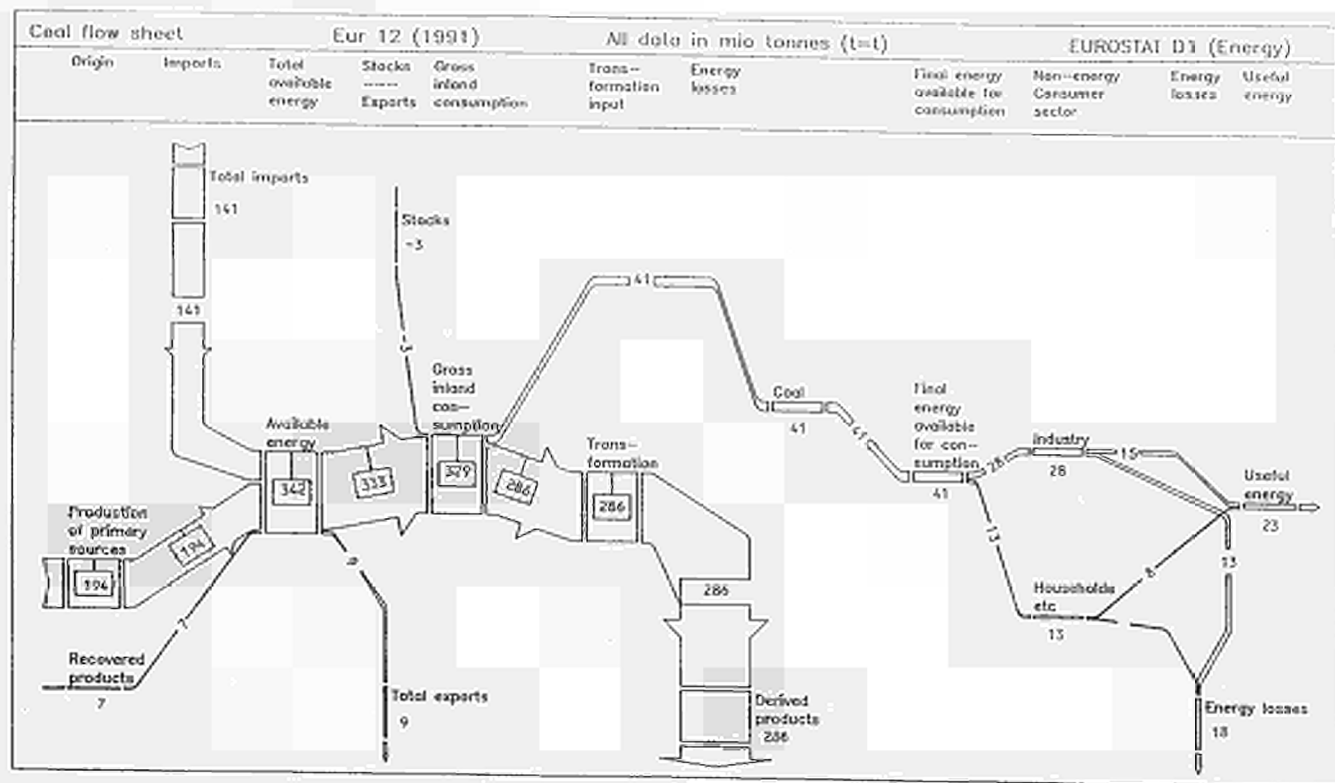 Coal flow sheet
Eur 12 (1991)
All data in mio tonnes (t=t)
EUROSTAT D1 (Energy)
Origin
Imports
Total
available
energy
Stocks
------
Exports
Gross
inland
consumption
Trans-
formation
input
Energy
losses
Final energy
available for
consumption
Non-energy
Consumer
sector
Energy
losses
Useful
energy
Total imports
141
141
Stocks
-3
-3
41
Gross
inland
con-
sumption
329
Available
energy
342
333
286
Trans-
formation
286
Coal
41
41
Final
energy
available
for con-
sumption
41
28
Industry
28
15
Useful
energy
23
13
13
8
Households
etc
13
Production
of primary
sources
194
194
7
9
Recovered
products
7
Total exports
9
286
Derived
products
286
Energy losses
18